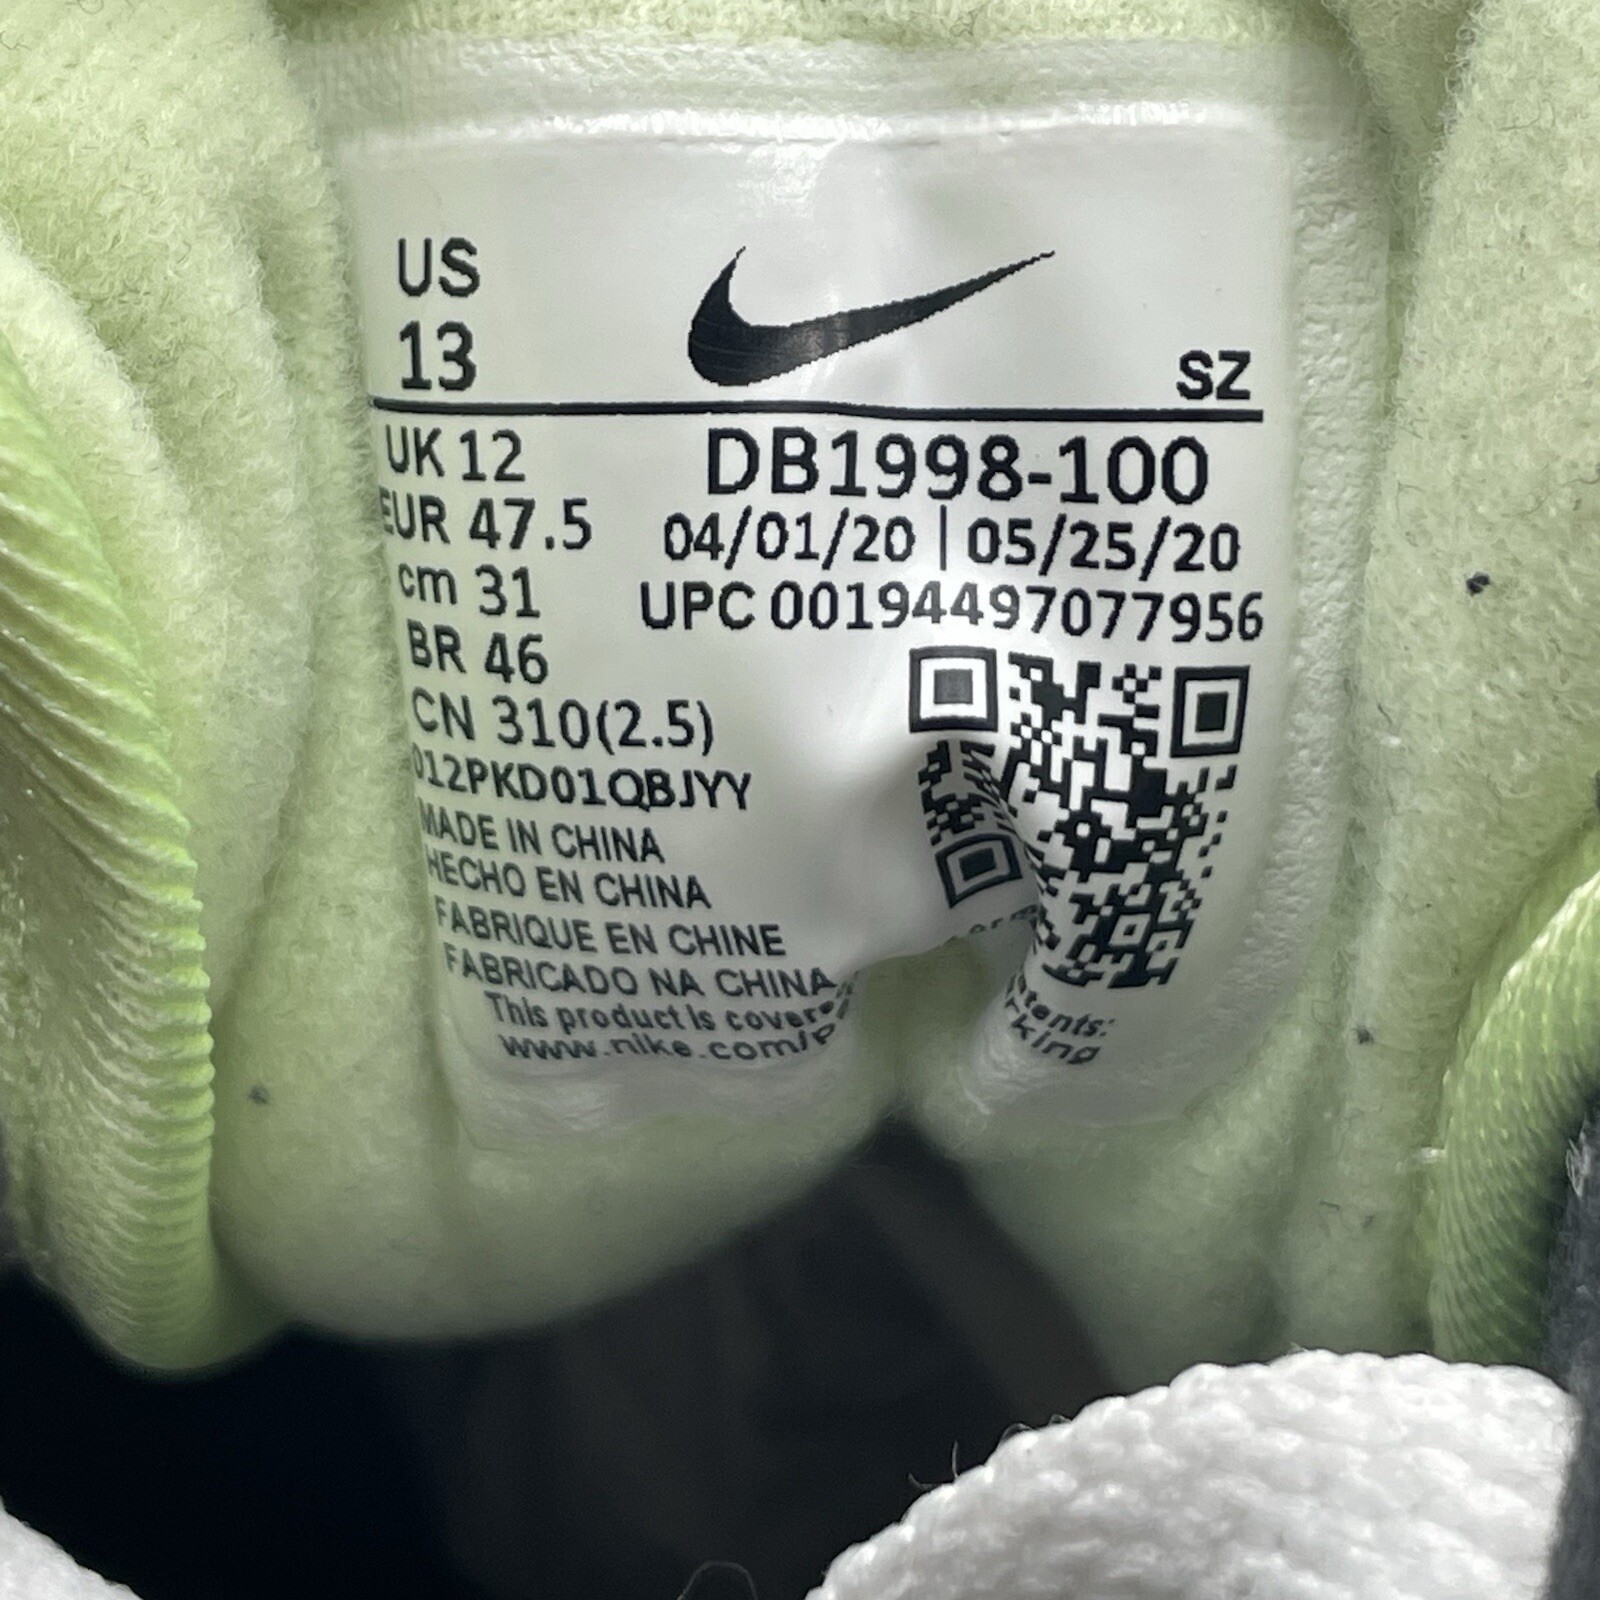 US
13
SZ
UK 12
DB1998-100
EUR 47.5
04/01/20 | 05/25/20
cm 31
UPC 00194497077956
BR 46
CN 310(2.5)
012PKD01QBJYY
MADE IN CHINA
HECHO EN CHINA
FABRIQUE EN CHINE
FABRICADO NA CHINA
This product is
www.nike.com/